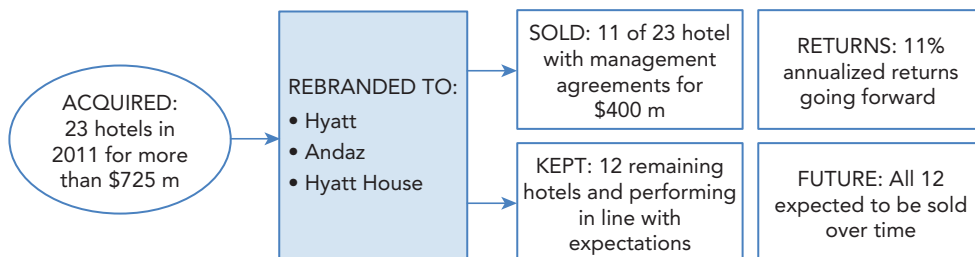 ACQUIRED:
23 hotels in
2011 for more
than $725 m
REBRANDED TO:
• Hyatt
• Andaz
• Hyatt House
SOLD: 11 of 23 hotel
with management
agreements for
$400 m
RETURNS: 11%
annualized returns
going forward
KEPT: 12 remaining
hotels and performing
in line with
expectations
FUTURE: All 12
expected to be sold
over time